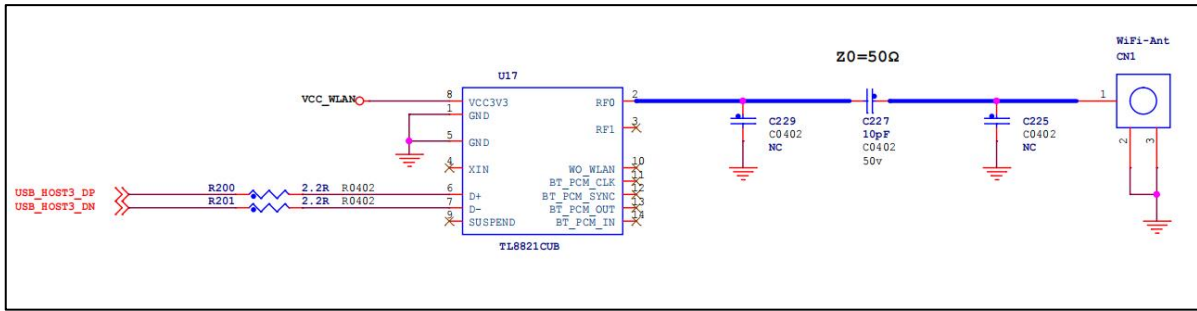 WiFi-Ant
CN1
Z0=50Ω
U17
VCC_WLAN
8
VCC3V3
RF0
2
1
1
GND
C229
C0402
NC
C227
10pF
C0402
50v
C225
C0402
NC
RF1
3
5
GND
2
3
4
XIN
WO_WLAN
10
BT_PCM_CLK
11
USB_HOST3_DP
R200
2.2R
R0402
6
D+
BT_PCM_SYNC
12
USB_HOST3_DN
R201
2.2R
R0402
7
D-
BT_PCM_OUT
13
9
SUSPEND
BT_PCM_IN
14
TL8821CUB